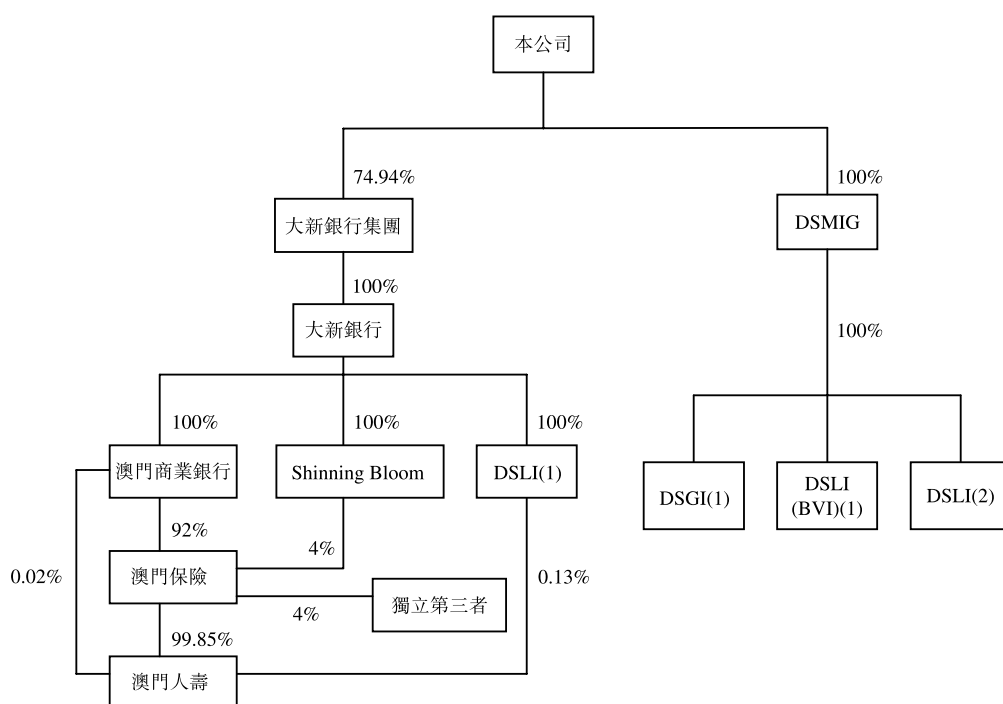 本公司
74.94%
100%
大新銀行集團
DSMIG
100%
大新銀行
100%
100%
100%
100%
澳門商業銀行
Shinning Bloom
DSLI(1)
DSGI(1)
DSLI
(BVI)(1)
DSLI(2)
92%
4%
0.02%
澳門保險
0.13%
4%
獨立第三者
99.85%
澳門人壽